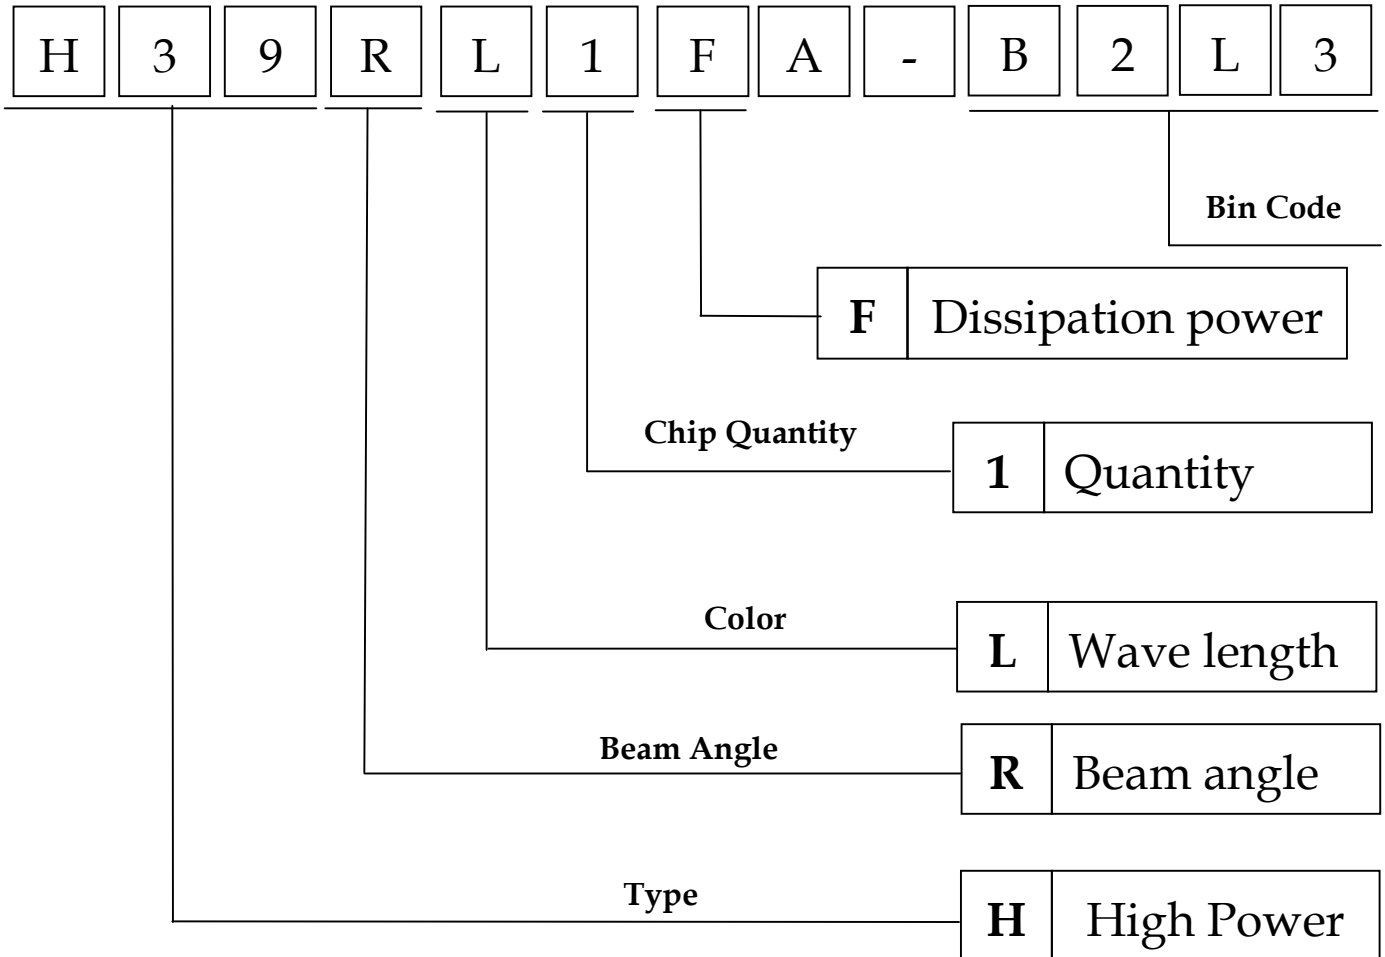 H 3 9 R L 1 F A - B 2 L 3
Bin Code
F Dissipation power
Chip Quantity
1 Quantity
Color
L Wave length
Beam Angle
R Beam angle
Type
H High Power